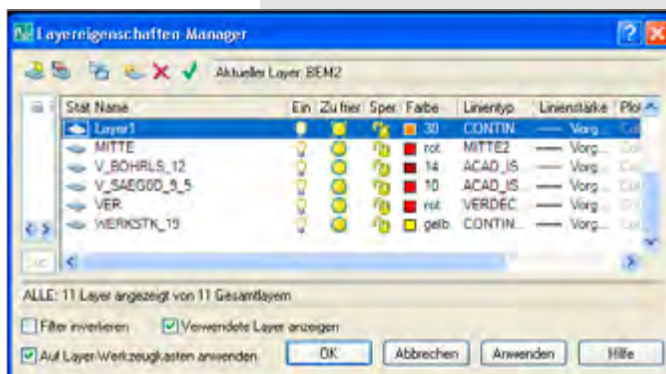 Layereigenschaften-Manager
Aktueller Layer: BEM2
Stat Name Ein Zu frier Sper Farbe Linientyp Linienstärke Plot
Layer1 30 CONTIN... Vorg...
MITTE rot MITTE2 Vorg...
V_BOHRLS_12 14 ACAD_IS... Vorg...
10 ACAD_IS... Vorg...
VER rot VERDEC... Vorg...
WERKSTK_19 gelb CONTIN... Vorg...
ALLE: 11 Layer angezeigt von 11 Gesamtlayern
Filter invertieren Verwendete Layer anzeigen
Auf Layer-Werkzeugkasten anwenden OK Abbrechen Anwenden Hilfe